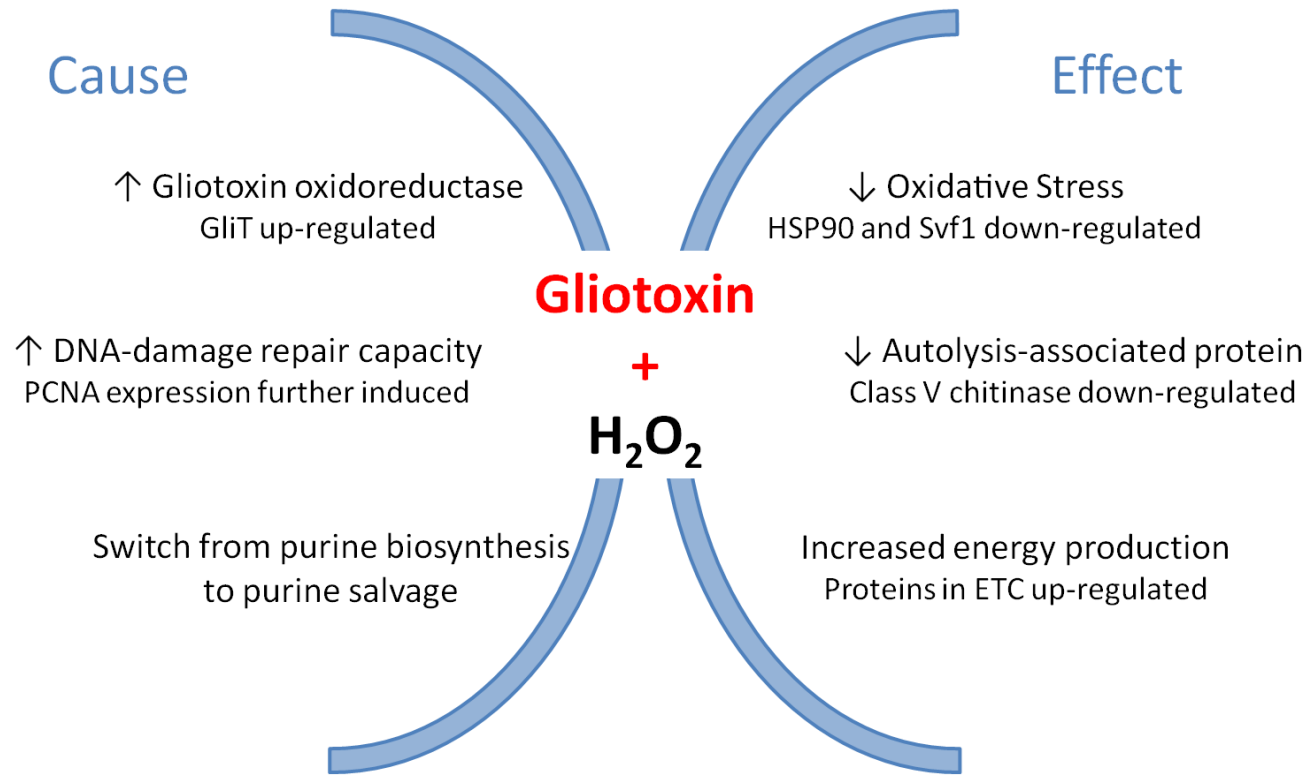 Cause
↑ Gliotoxin oxidoreductase
GliT up-regulated
↑ DNA-damage repair capacity
PCNA expression further induced
Switch from purine biosynthesis
to purine salvage
Gliotoxin
+
H₂O₂
Effect
↓ Oxidative Stress
HSP90 and Svf1 down-regulated
↓ Autolysis-associated protein
Class V chitinase down-regulated
Increased energy production
Proteins in ETC up-regulated